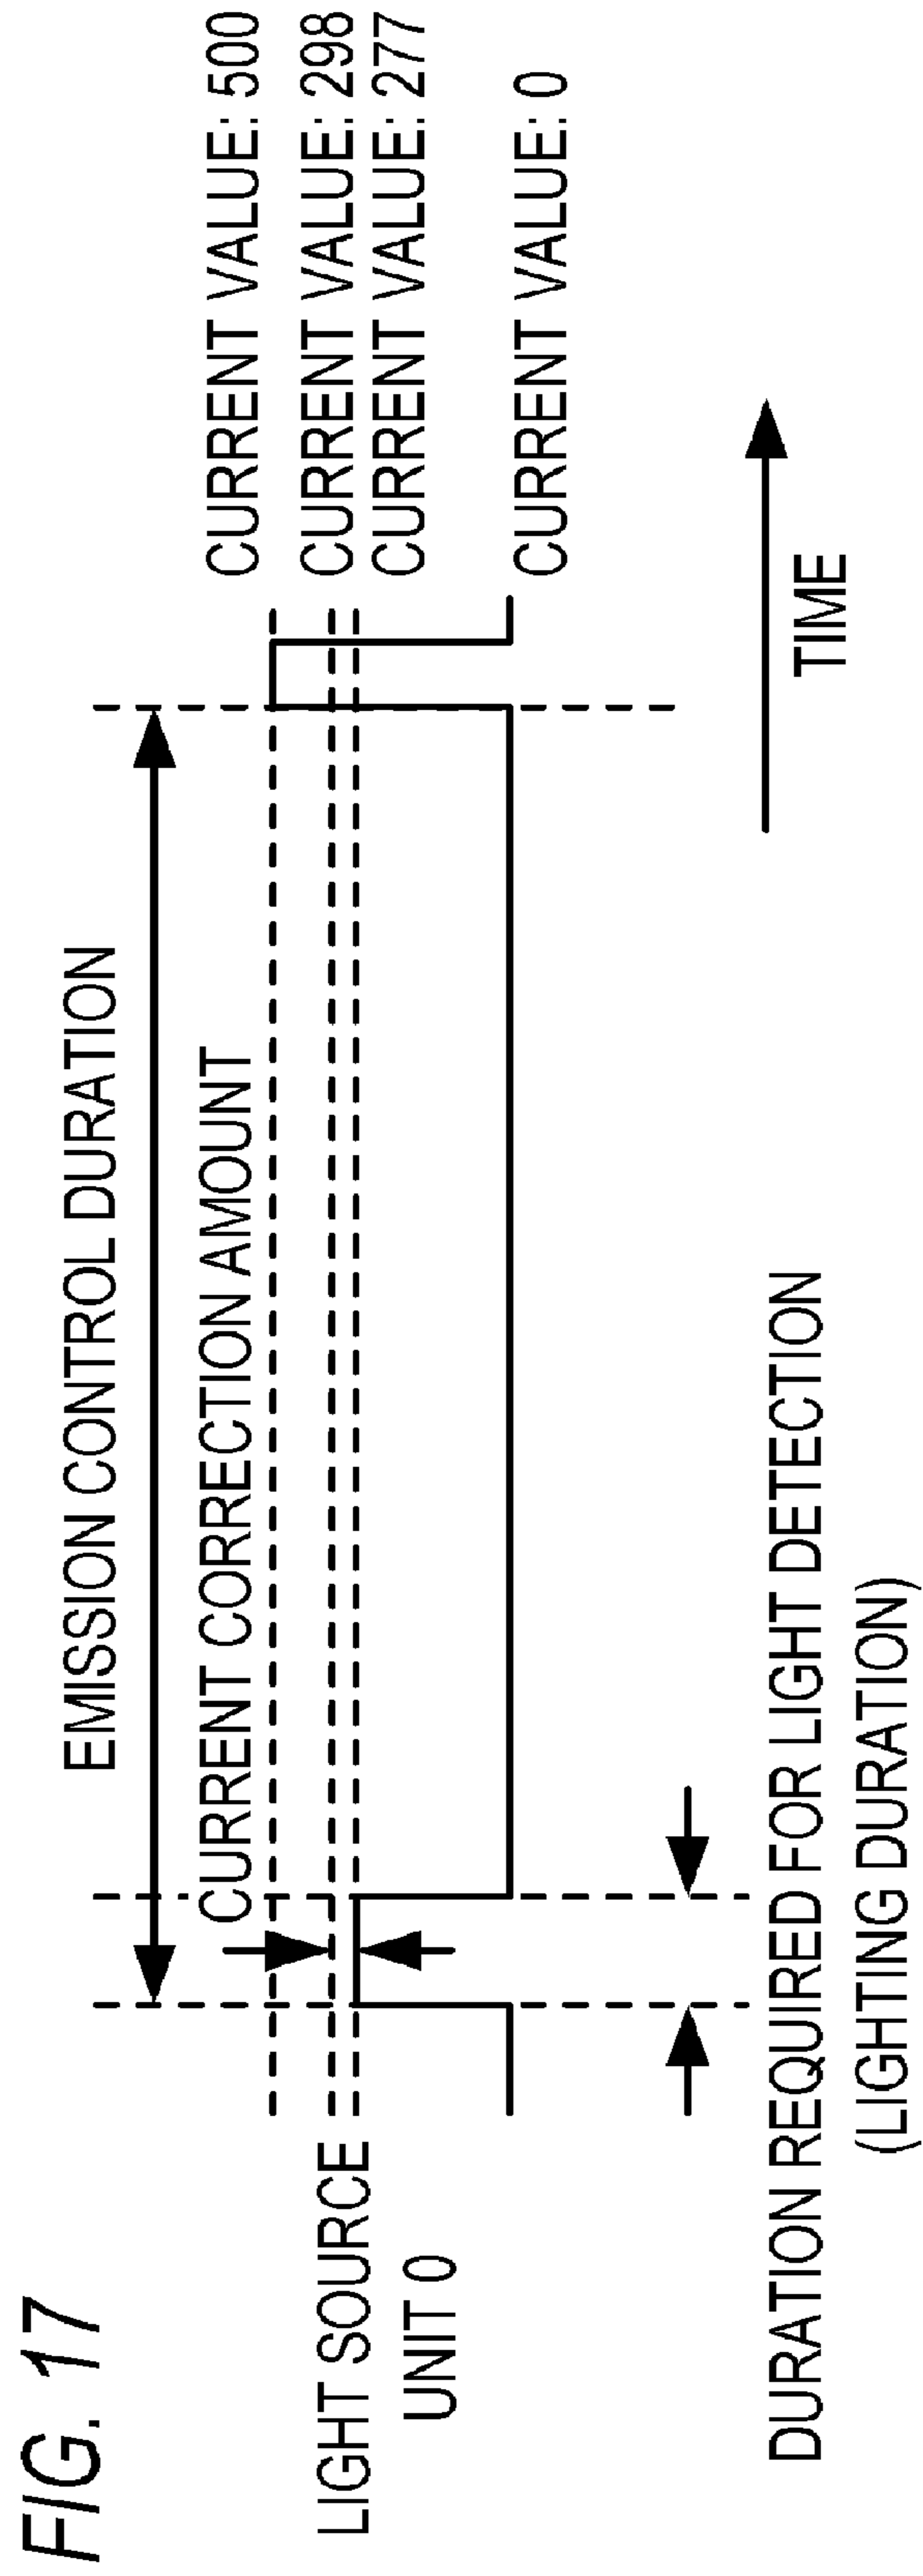 FIG. 17
EMISSION CONTROL DURATION
CURRENT CORRECTION AMOUNT
CURRENT VALUE: 500
CURRENT VALUE: 298
CURRENT VALUE: 277
CURRENT VALUE: 0
LIGHT SOURCE
UNIT 0
TIME
DURATION REQUIRED FOR LIGHT DETECTION
(LIGHTING DURATION)